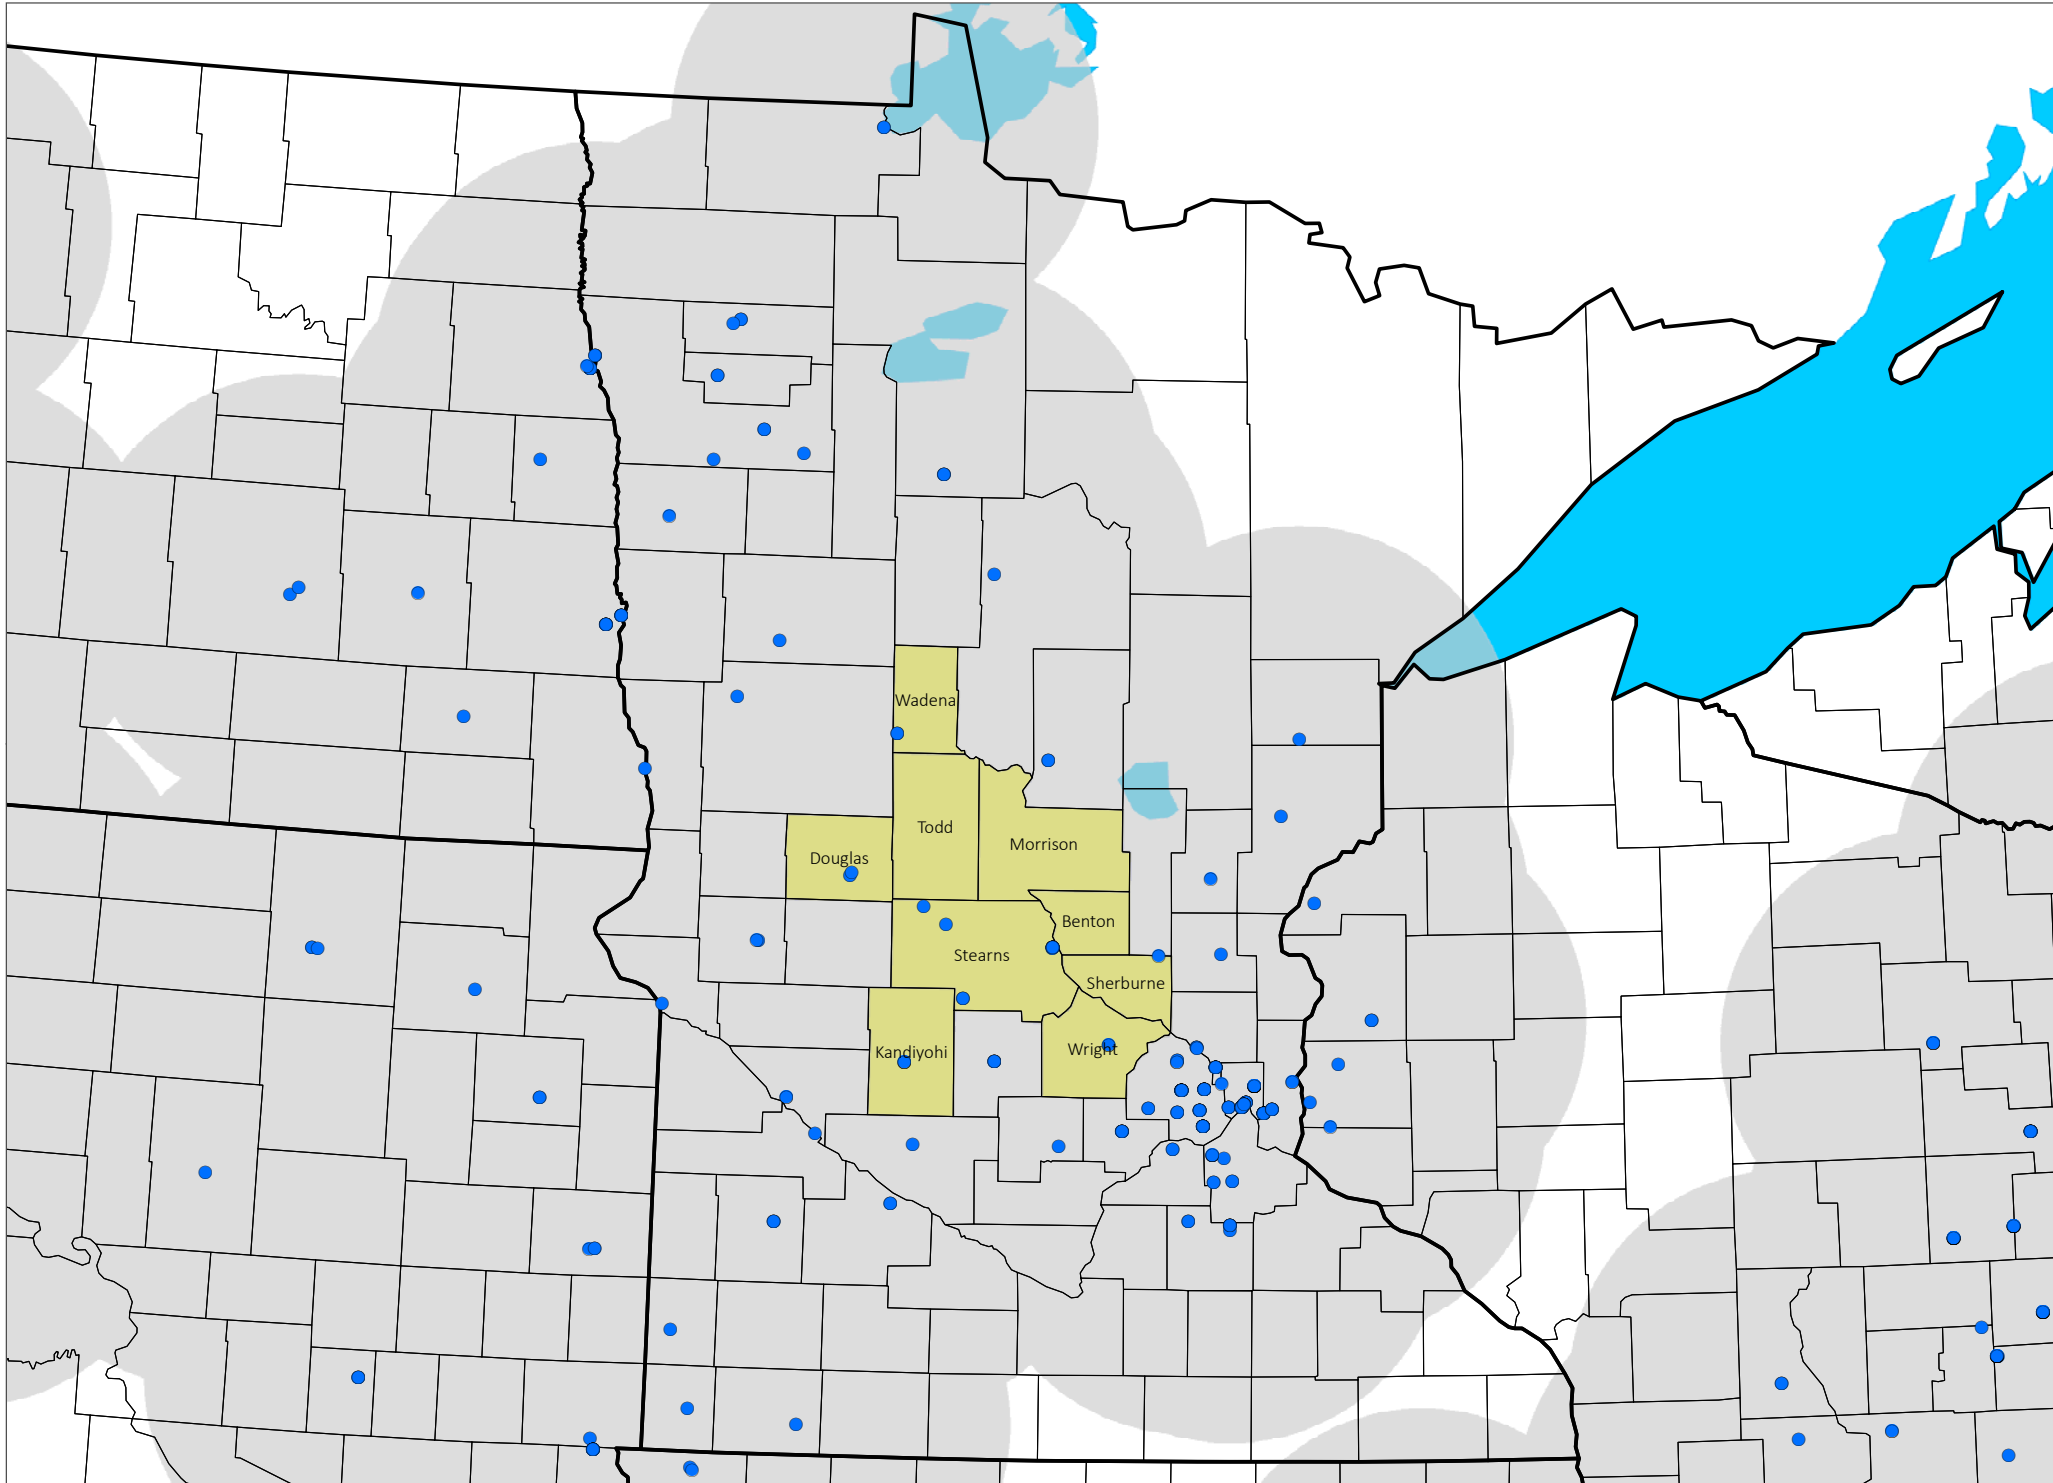 Wadena
Todd
Morrison
Douglas
Benton
Stearns
Sherburne
Kandiyohi
Wright